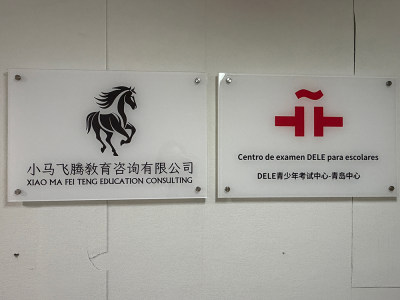 小马飞腾教育咨询有限公司
XIAO MA FEI TENG EDUCATION CONSULTING
Centro de examen DELE para escolares
DELE青少年考试中心-青岛中心